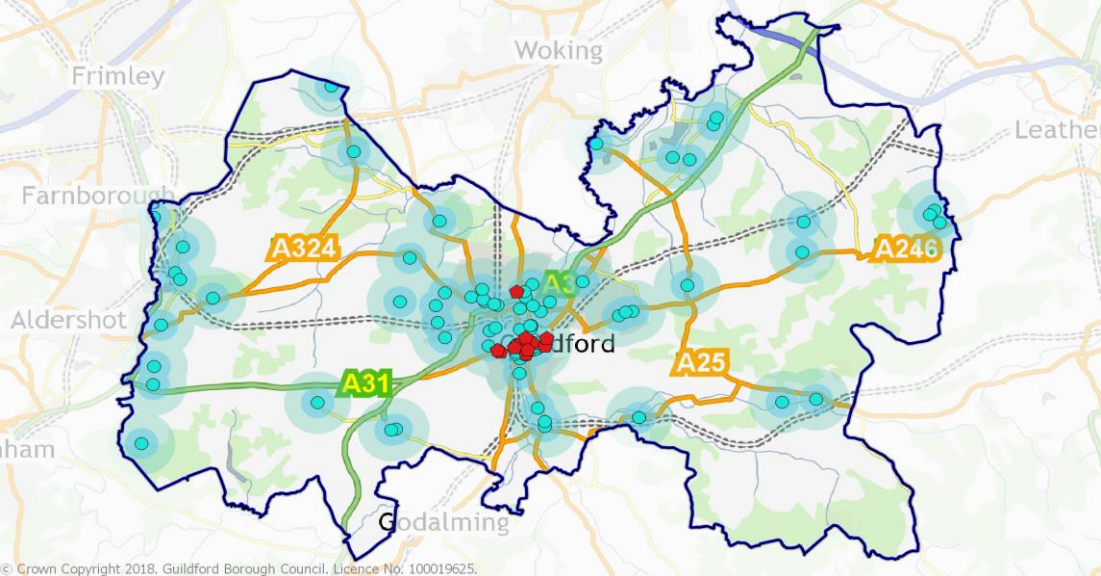 Woking
Frimley
Leather
Farnborough
A324
A246
A3
Aldershot
dford
A25
A31
ham
Godalming
© Crown Copyright 2018. Guildford Borough Council. Licence No. 100019625.